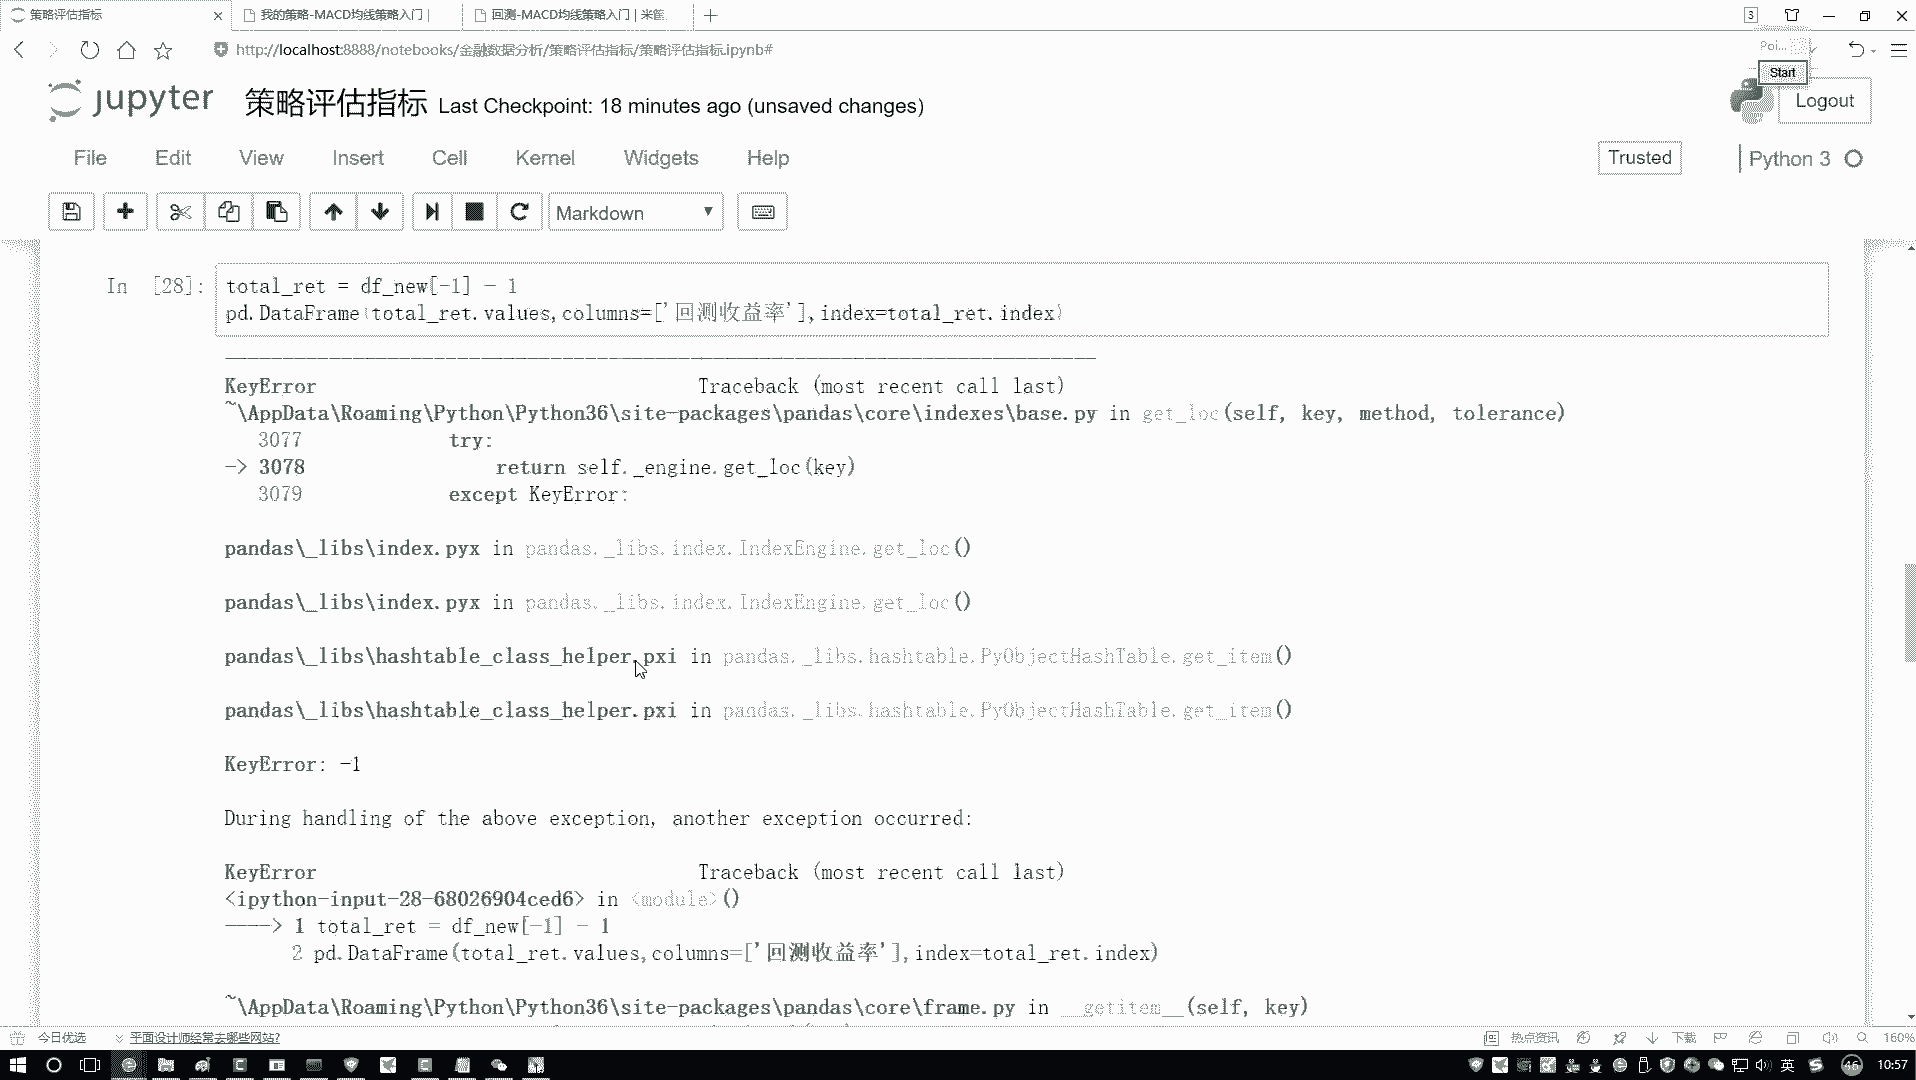 策略评估指标
我的策略-MACD均线策略入门 |
回测-MACD均线策略入门 | 米筐
3
http://localhost:8888/notebooks/金融数据分析/策略评估指标/策略评估指标.ipynb#
Poi...
Start
jupyter
策略评估指标 Last Checkpoint: 18 minutes ago (unsaved changes)
Logout
File Edit View Insert Cell Kernel Widgets Help
Trusted
Python 3
Markdown
In [28]:
total_ret = df_new[-1] - 1
pd.DataFrame(total_ret.values,columns=['回测收益率'],index=total_ret.index)
KeyError Traceback (most recent call last)
~\AppData\Roaming\Python\Python36\site-packages\pandas\core\indexes\base.py in get_loc(self, key, method, tolerance)
3077 try:
-> 3078 return self._engine.get_loc(key)
3079 except KeyError:
pandas\_libs\index.pyx in pandas._libs.index.IndexEngine.get_loc()
pandas\_libs\index.pyx in pandas._libs.index.IndexEngine.get_loc()
pandas\_libs\hashtable_class_helper.pxi in pandas._libs.hashtable.PyObjectHashTable.get_item()
pandas\_libs\hashtable_class_helper.pxi in pandas._libs.hashtable.PyObjectHashTable.get_item()
KeyError: -1
During handling of the above exception, another exception occurred:
KeyError Traceback (most recent call last)
<ipython-input-28-68026904ced6> in <module>()
----> 1 total_ret = df_new[-1] - 1
2 pd.DataFrame(total_ret.values,columns=['回测收益率'],index=total_ret.index)
~\AppData\Roaming\Python\Python36\site-packages\pandas\core\frame.py in __getitem__(self, key)
今日优选
平面设计师经常去哪些网站?
热点资讯
下载
160%
英
46
10:57